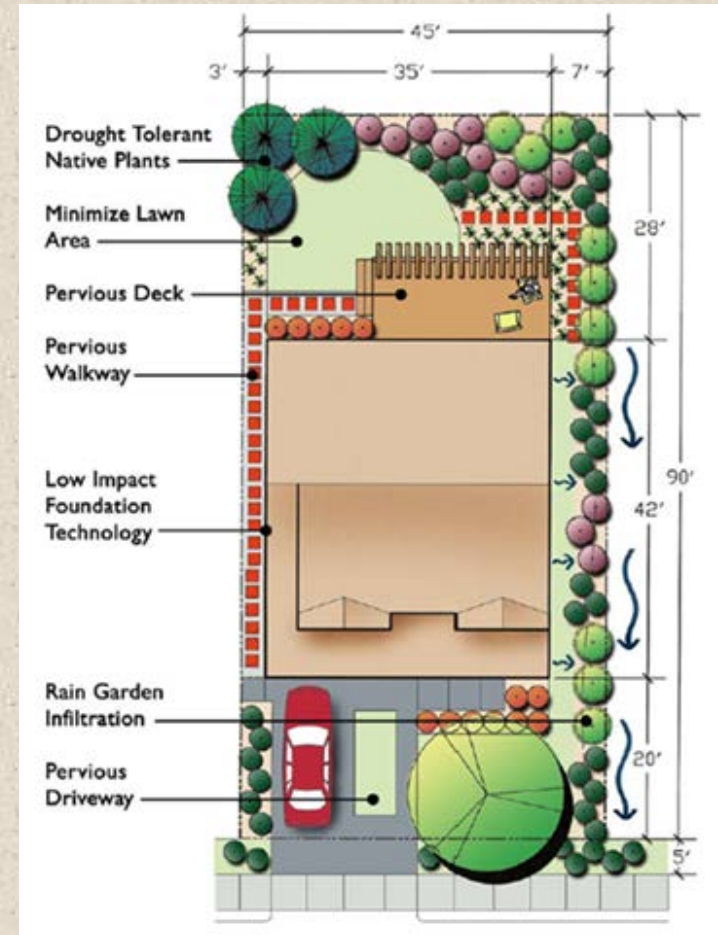 45'
3'
35'
7'
Drought Tolerant
Native Plants
Minimize Lawn
Area
28'
Pervious Deck
Pervious
Walkway
Low Impact
Foundation
Technology
90'
42'
Rain Garden
Infiltration
20'
Pervious
Driveway
5'